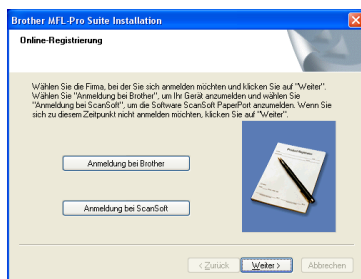 Brother MFL-Pro Suite Installation
Online-Registrierung
Wählen Sie die Firma, bei der Sie sich anmelden möchten und klicken Sie auf "Weiter".
Wählen Sie "Anmeldung bei Brother", um Ihr Gerät anzumelden und wählen Sie
"Anmeldung bei ScanSoft", um die Software ScanSoft PaperPort anzumelden. Wenn Sie
sich zu diesem Zeitpunkt nicht anmelden möchten, klicken Sie auf "Weiter".
Anmeldung bei Brother
Anmeldung bei ScanSoft
< Zurück
Weiter >
Abbrechen